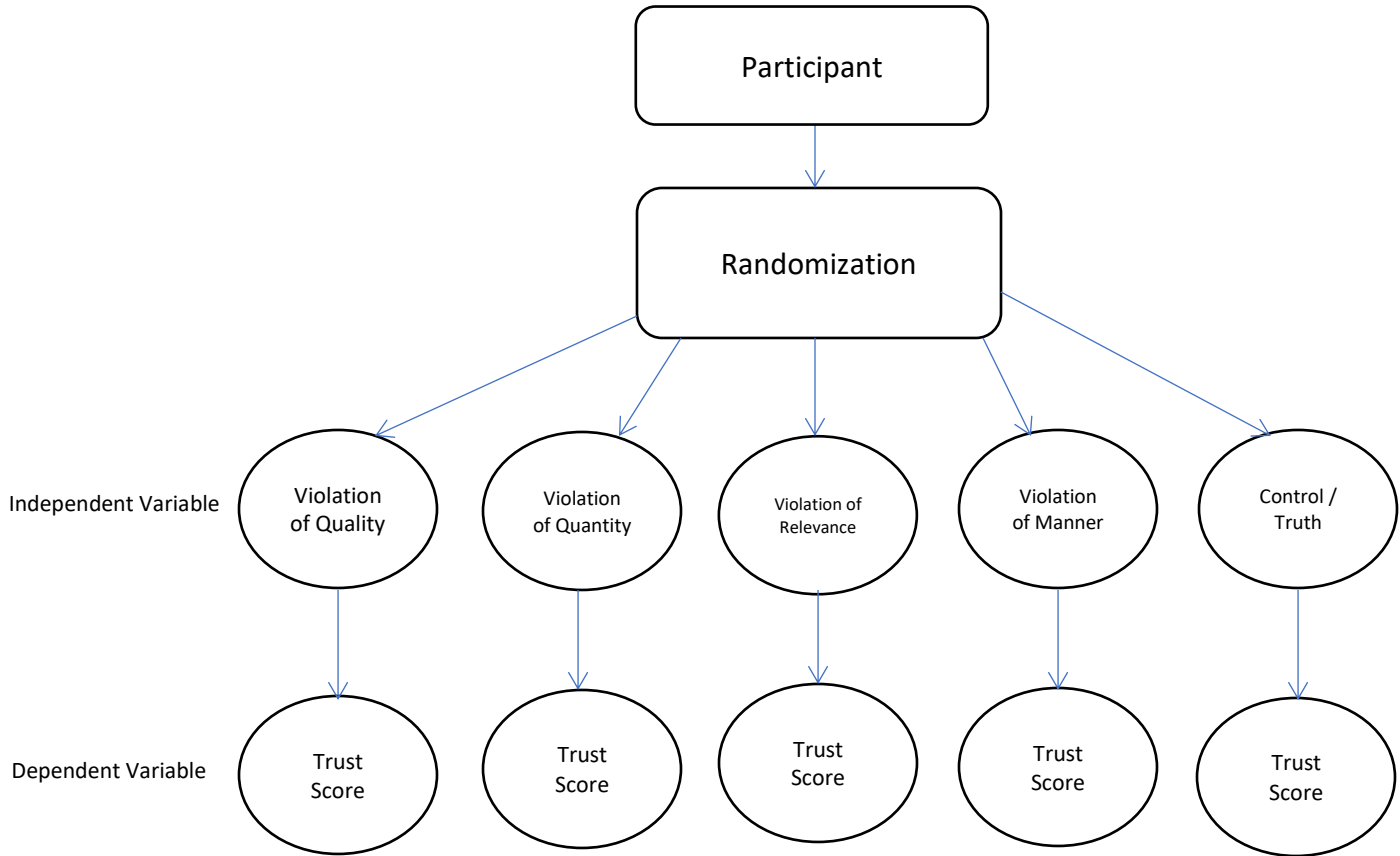 Participant
Randomization
Independent Variable
Violation
of Quality
Violation
of Quantity
Violation of
Relevance
Violation
of Manner
Control /
Truth
Dependent Variable
Trust
Score
Trust
Score
Trust
Score
Trust
Score
Trust
Score